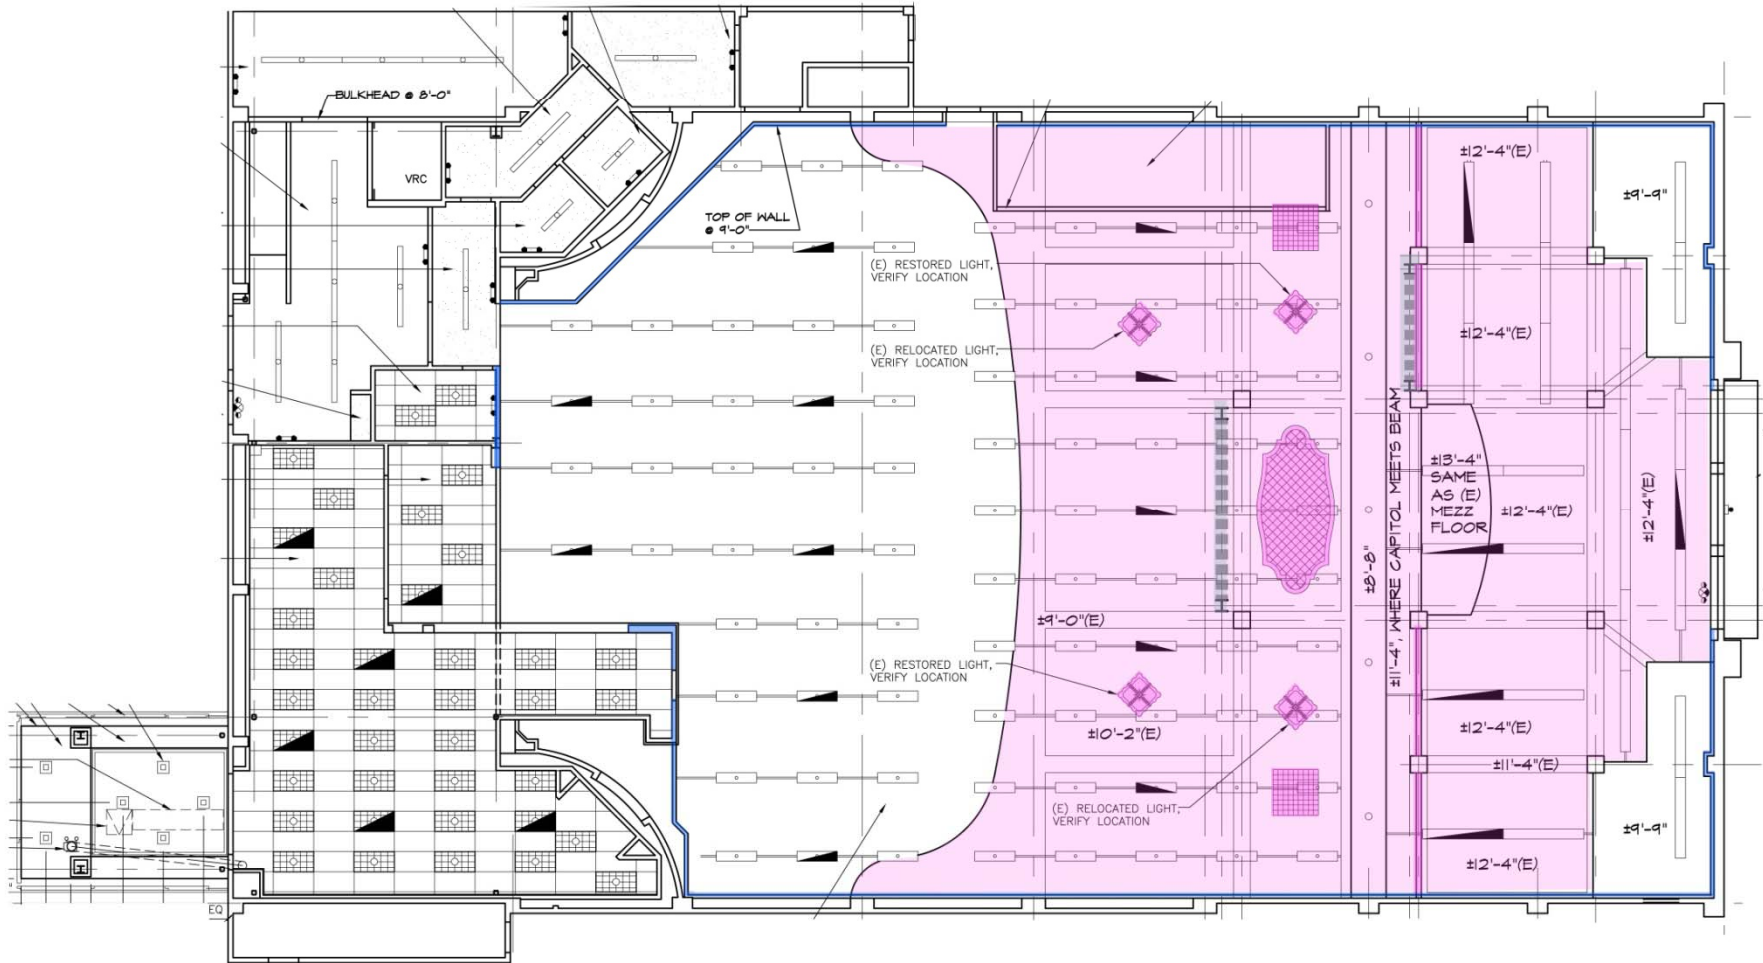 BULKHEAD @ 8'-0"
VRC
TOP OF WALL
@ 9'-0"
(E) RESTORED LIGHT,
VERIFY LOCATION
(E) RELOCATED LIGHT,
VERIFY LOCATION
±12'-4"(E)
±9'-9"
±12'-4"(E)
±11'-4", WHERE CAPITOL MEETS BEAM
±8'-8"
±13'-4"
SAME
AS (E)
MEZZ
FLOOR
±12'-4"(E)
±12'-4"(E)
±9'-0"(E)
(E) RESTORED LIGHT,
VERIFY LOCATION
±10'-2"(E)
±12'-4"(E)
±11'-4"(E)
(E) RELOCATED LIGHT,
VERIFY LOCATION
±9'-9"
±12'-4"(E)
EQ